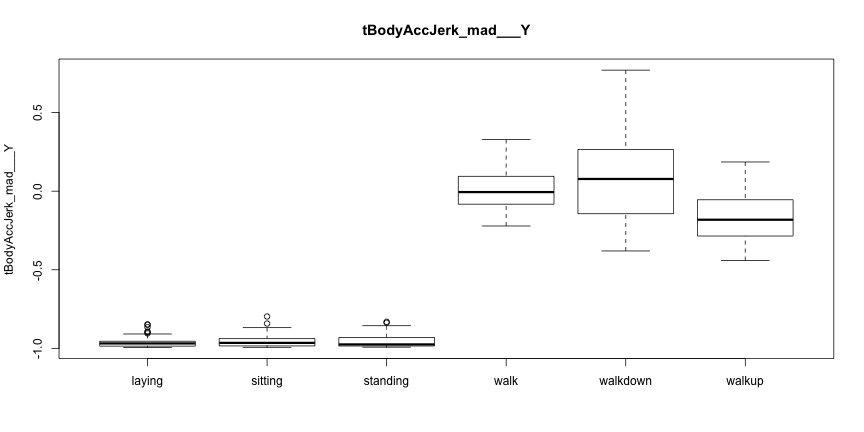 tBodyAccJerk_mad___Y
tBodyAccJerk_mad___Y
0.5
0.0
-0.5
-1.0
laying sitting standing walk walkdown walkup